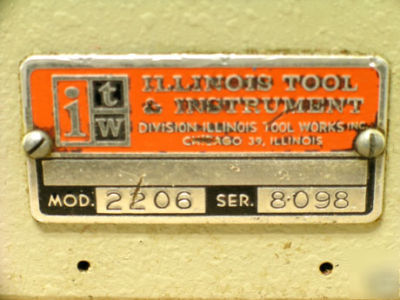 itw
ILLINOIS TOOL
& INSTRUMENT
DIVISION ILLINOIS TOOL WORKS INC.
CHICAGO 39, ILLINOIS
MOD. 2206 SER. 8098